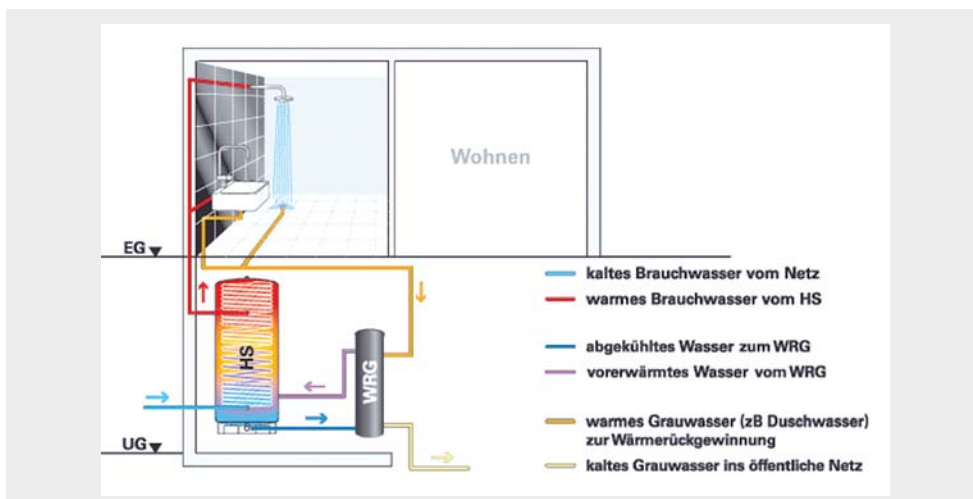 Wohnen
EG
kaltes Brauchwasser vom Netz
warmes Brauchwasser vom HS
HS
WRG
abgekühltes Wasser zum WRG
vorerwärmtes Wasser vom WRG
warmes Grauwasser (zB Duschwasser)
zur Wärmerückgewinnung
UG
kaltes Grauwasser ins öffentliche Netz